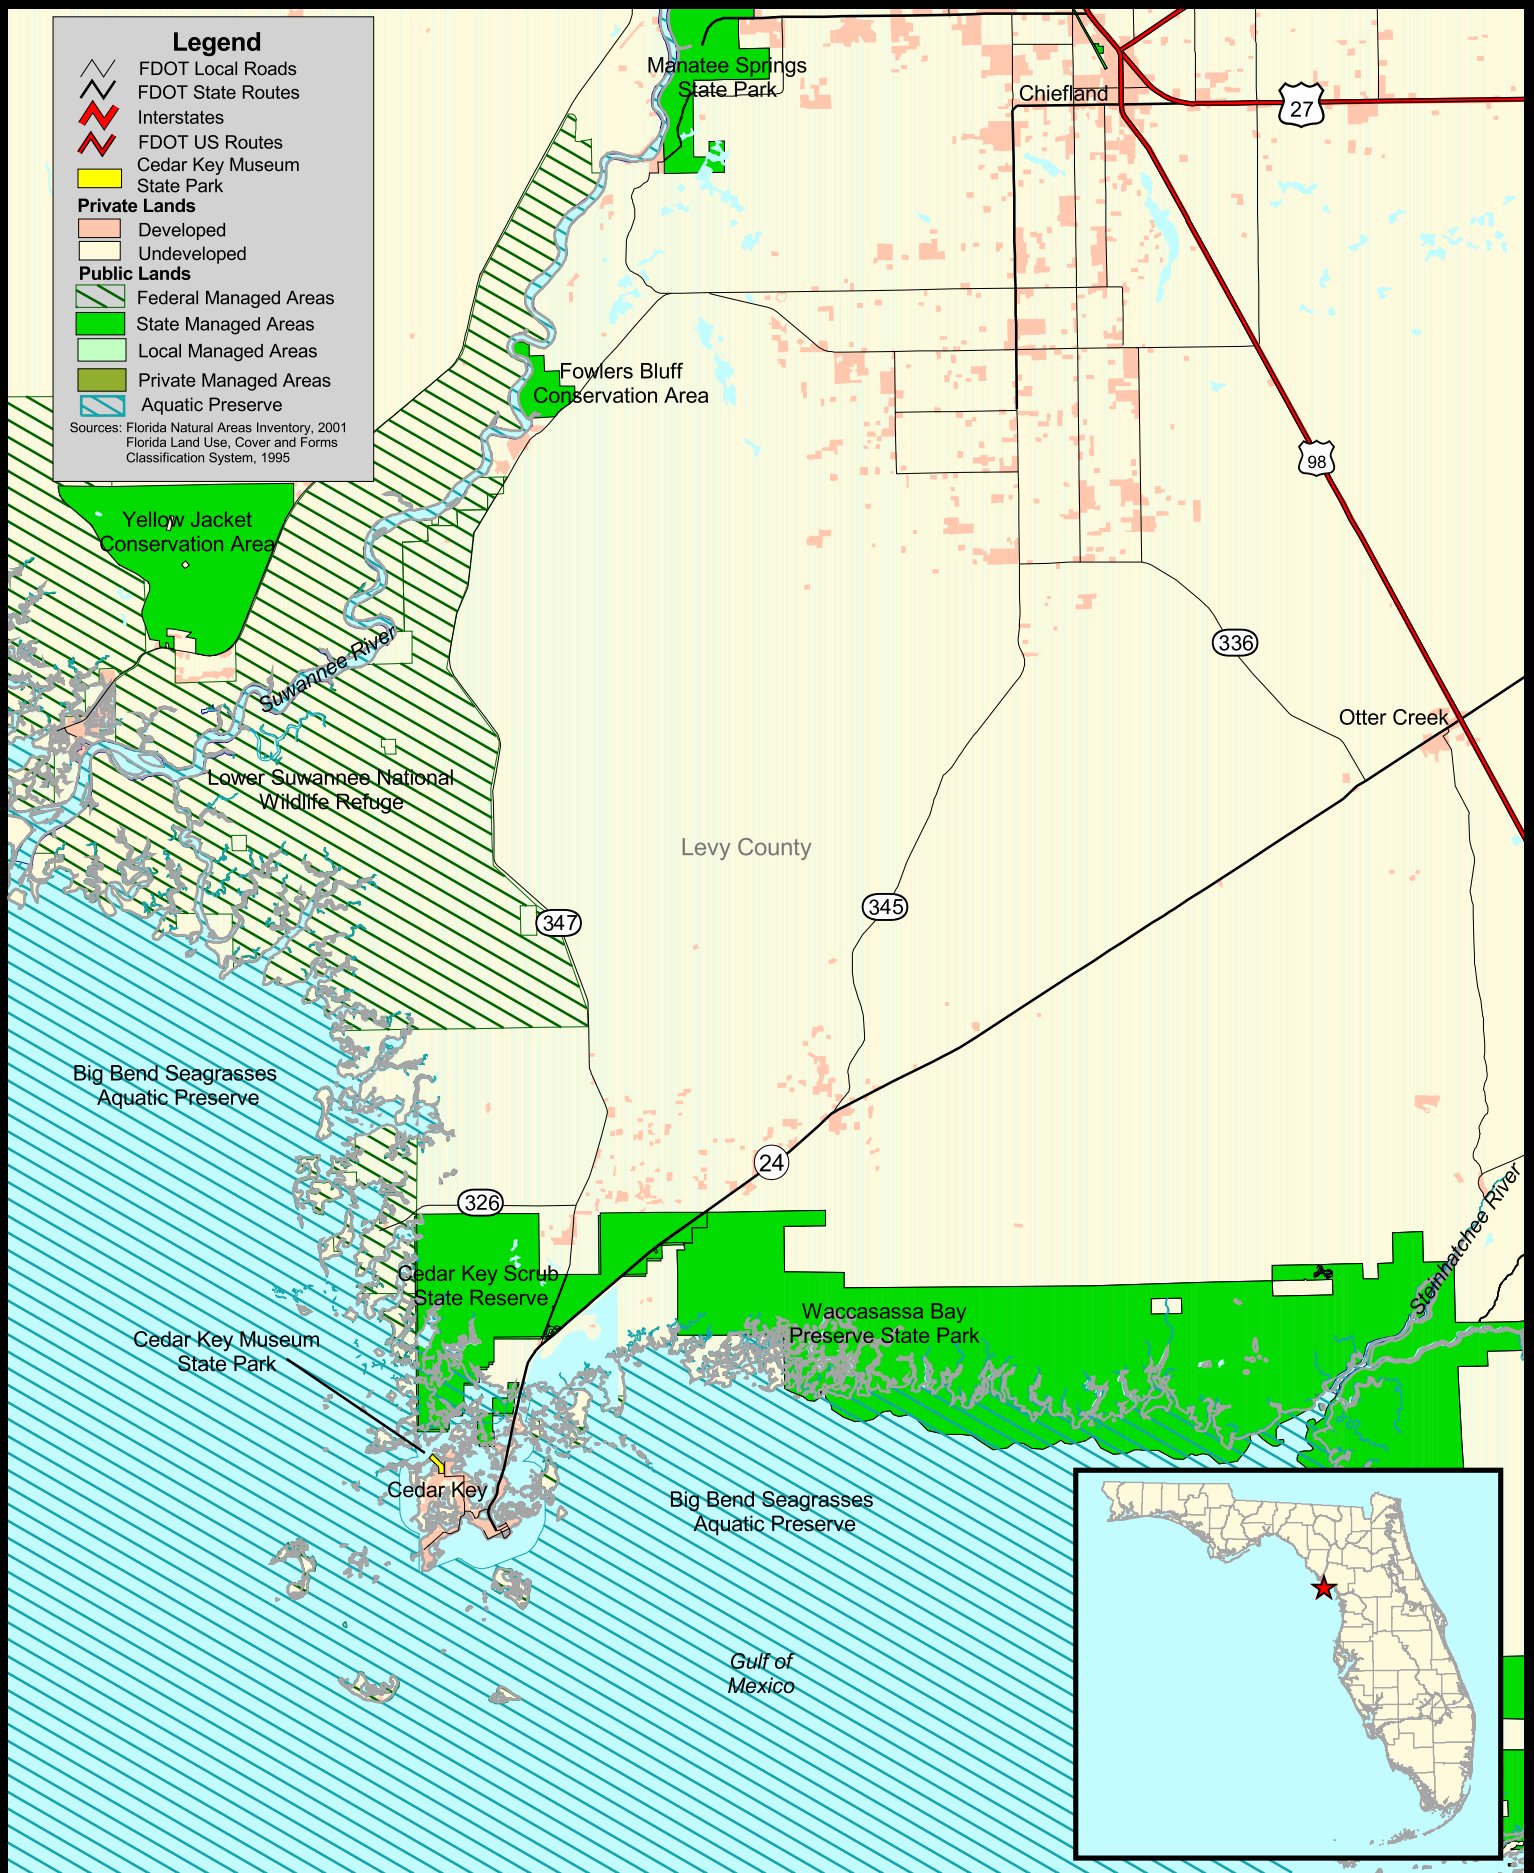 Legend
FDOT Local Roads
FDOT State Routes
Interstates
FDOT US Routes
Cedar Key Museum
State Park
Private Lands
Developed
Undeveloped
Public Lands
Federal Managed Areas
State Managed Areas
Local Managed Areas
Private Managed Areas
Aquatic Preserve
Sources: Florida Natural Areas Inventory, 2001
Florida Land Use, Cover and Forms
Classification System, 1995
Manatee Springs
State Park
Chiefland
27
Fowlers Bluff
Conservation Area
98
Yellow Jacket
Conservation Area
Suwannee River
336
Otter Creek
Lower Suwannee National
Wildlife Refuge
Levy County
345
347
Big Bend Seagrasses
Aquatic Preserve
24
326
Steinhatchee River
Cedar Key Scrub
State Reserve
Waccasassa Bay
Preserve State Park
Cedar Key Museum
State Park
Cedar Key
Big Bend Seagrasses
Aquatic Preserve
Gulf of
Mexico